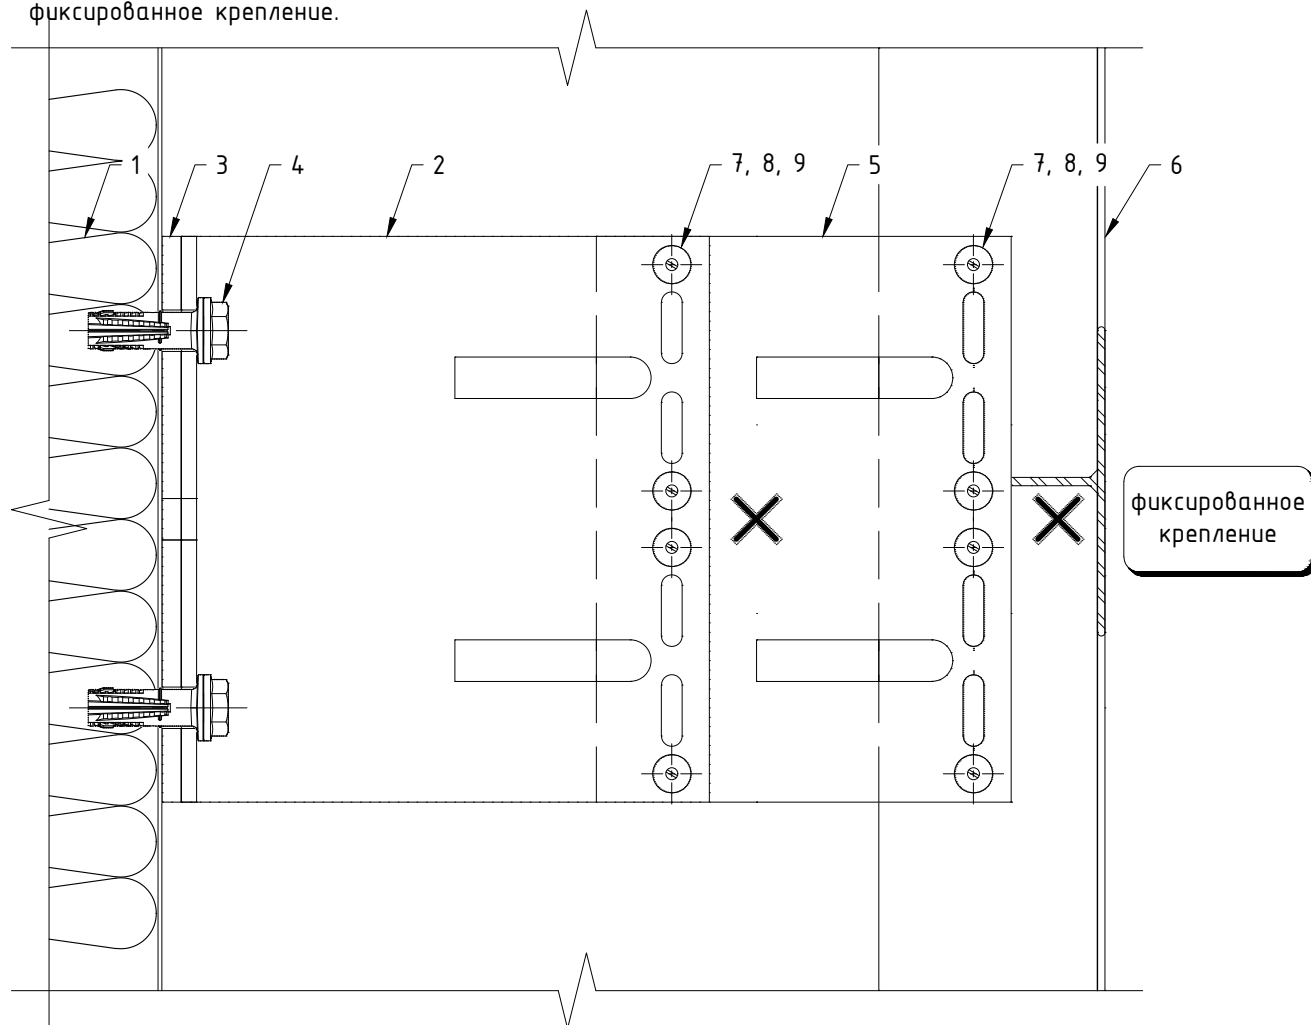 фиксированное крепление.
1 3 4 2 7, 8, 9 5 7, 8, 9 6
фиксированное
крепление